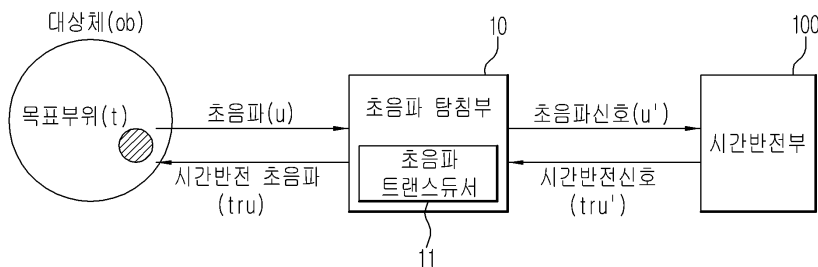 대상체(ob)
목표부위(t)
초음파(u)
시간반전 초음파
(tru)
10
초음파 탐침부
초음파
트랜스듀서
11
초음파신호(u')
시간반전신호
(tru')
100
시간반전부